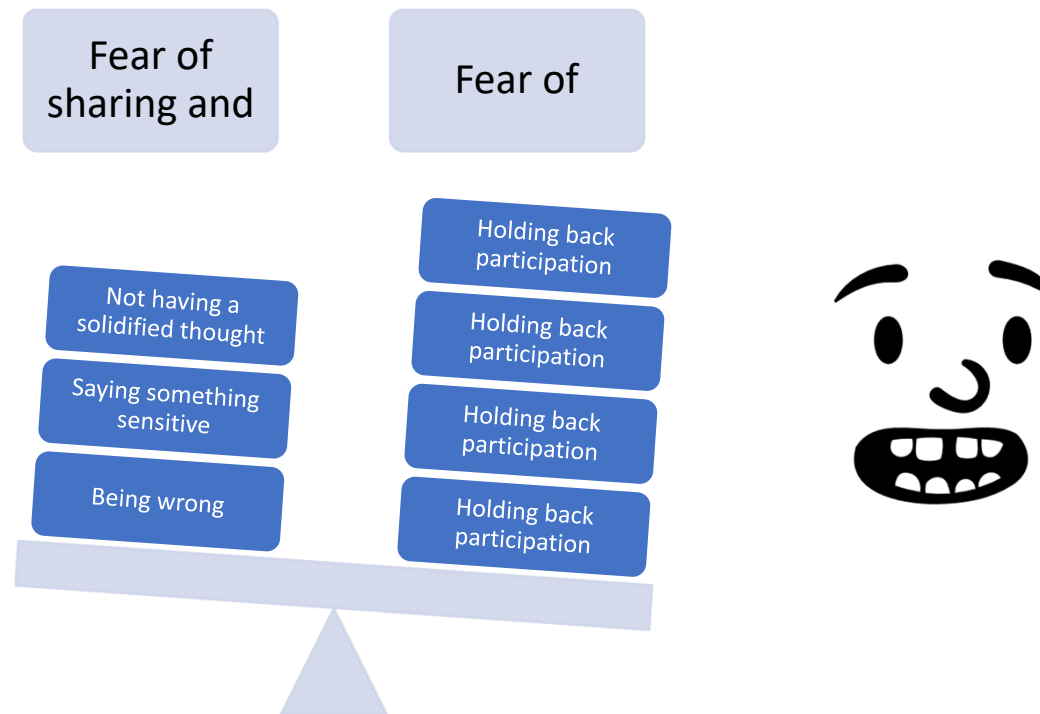 Fear of
sharing and
Fear of
Not having a
solidified thought
Saying something
sensitive
Being wrong
Holding back
participation
Holding back
participation
Holding back
participation
Holding back
participation